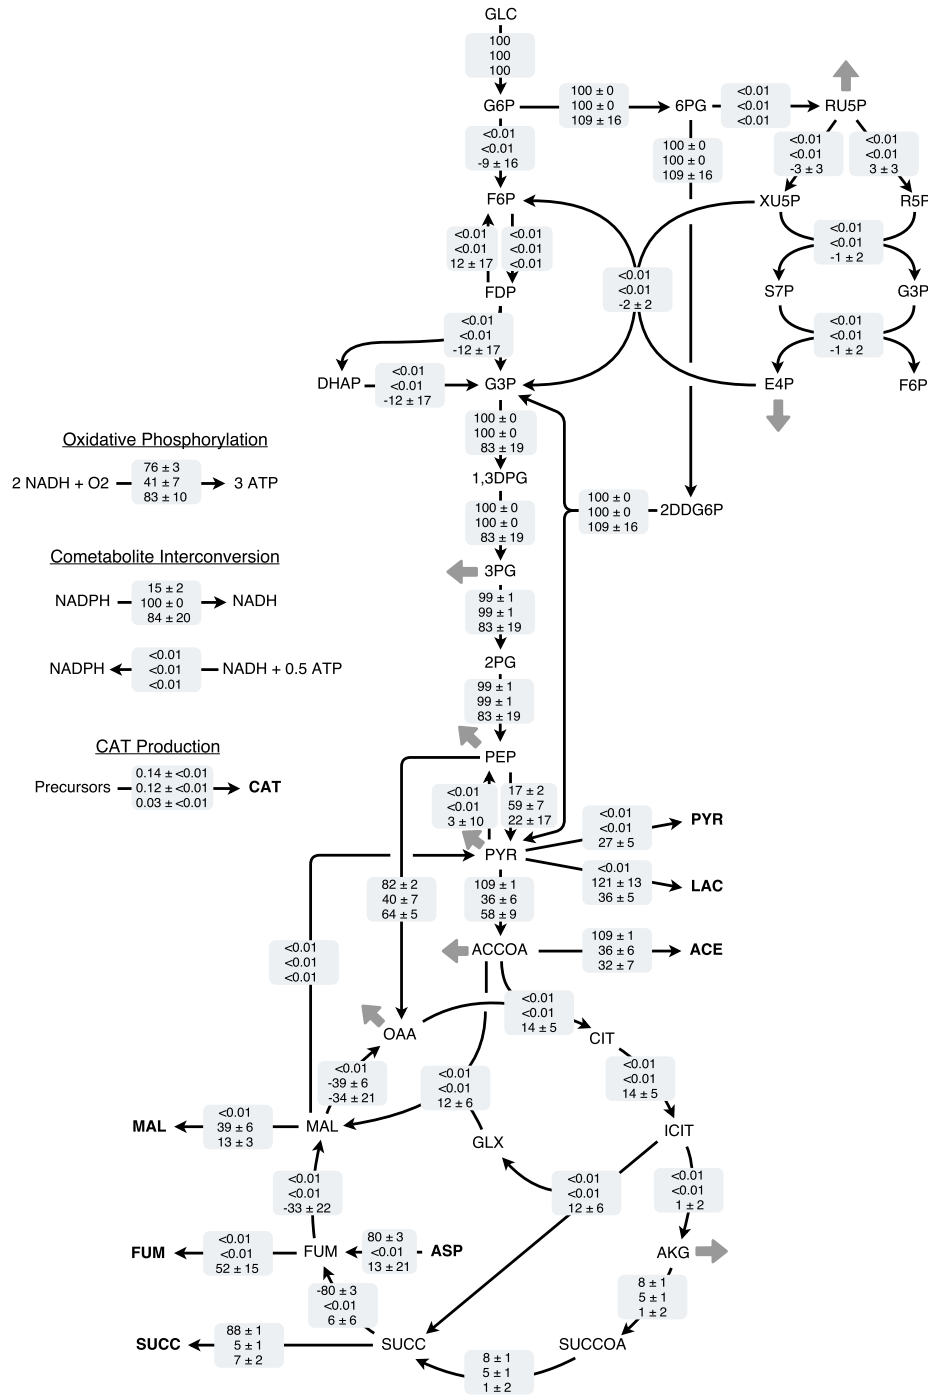 GLC
100
100
100
G6P
100 ± 0
100 ± 0
109 ± 16
6PG
<0.01
<0.01
<0.01
RU5P
<0.01
<0.01
-9 ± 16
100 ± 0
100 ± 0
109 ± 16
<0.01
<0.01
-3 ± 3
<0.01
<0.01
3 ± 3
F6P
XU5P
R5P
<0.01
<0.01
12 ± 17
<0.01
<0.01
<0.01
<0.01
<0.01
-1 ± 2
<0.01
<0.01
-2 ± 2
FDP
S7P
G3P
<0.01
<0.01
-12 ± 17
<0.01
<0.01
-1 ± 2
DHAP
<0.01
<0.01
-12 ± 17
G3P
E4P
F6P
100 ± 0
100 ± 0
83 ± 19
Oxidative Phosphorylation
2 NADH + O2
76 ± 3
41 ± 7
83 ± 10
3 ATP
1,3DPG
100 ± 0
100 ± 0
83 ± 19
100 ± 0
100 ± 0
109 ± 16
2DDG6P
Cometabolite Interconversion
3PG
NADPH
15 ± 2
100 ± 0
84 ± 20
NADH
99 ± 1
99 ± 1
83 ± 19
NADPH
<0.01
<0.01
<0.01
NADH + 0.5 ATP
2PG
99 ± 1
99 ± 1
83 ± 19
CAT Production
PEP
Precursors
0.14 ± <0.01
0.12 ± <0.01
0.03 ± <0.01
CAT
<0.01
<0.01
3 ± 10
17 ± 2
59 ± 7
22 ± 17
<0.01
<0.01
27 ± 5
PYR
PYR
<0.01
121 ± 13
36 ± 5
LAC
82 ± 2
40 ± 7
64 ± 5
109 ± 1
36 ± 6
58 ± 9
<0.01
<0.01
<0.01
ACCOA
109 ± 1
36 ± 6
32 ± 7
ACE
OAA
<0.01
<0.01
14 ± 5
CIT
<0.01
-39 ± 6
-34 ± 21
<0.01
<0.01
12 ± 6
<0.01
<0.01
14 ± 5
MAL
<0.01
39 ± 6
13 ± 3
MAL
GLX
ICIT
<0.01
<0.01
-33 ± 22
<0.01
<0.01
12 ± 6
<0.01
<0.01
1 ± 2
FUM
<0.01
<0.01
52 ± 15
FUM
80 ± 3
<0.01
13 ± 21
ASP
AKG
-80 ± 3
<0.01
6 ± 6
8 ± 1
5 ± 1
1 ± 2
SUCC
88 ± 1
5 ± 1
7 ± 2
SUCC
SUCCOA
8 ± 1
5 ± 1
1 ± 2